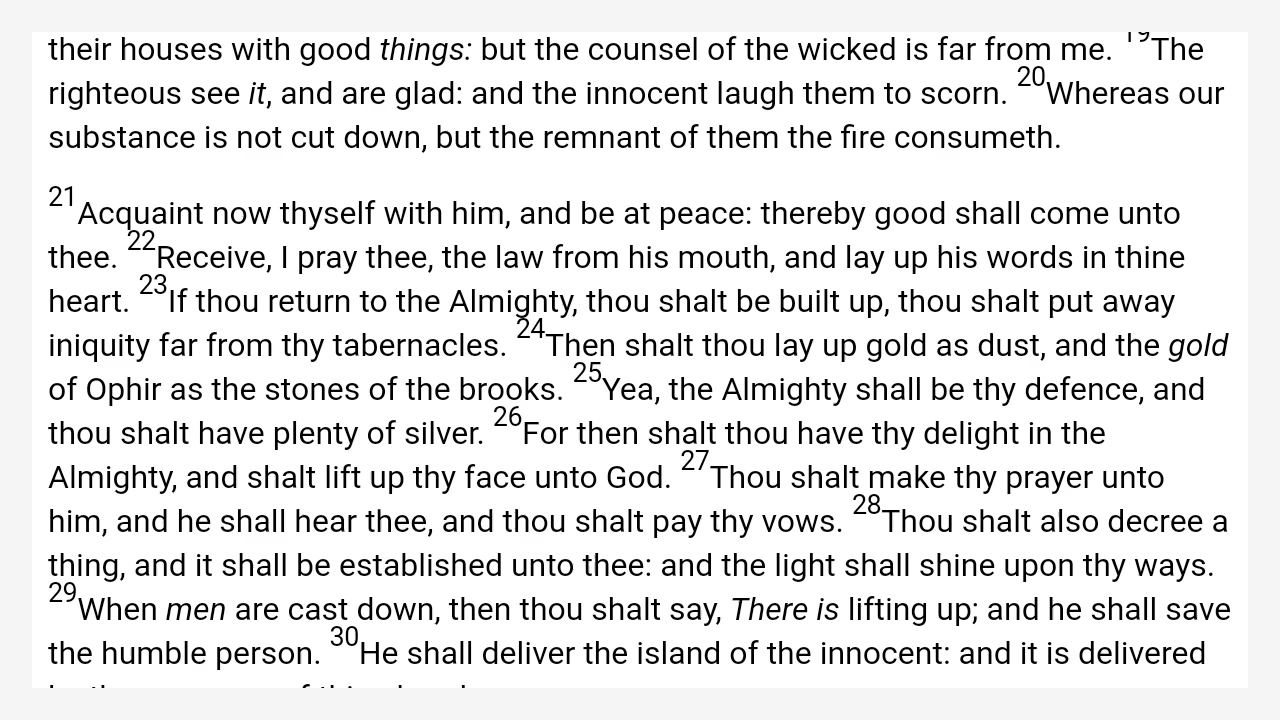 their houses with good things: but the counsel of the wicked is far from me. 19The
righteous see it, and are glad: and the innocent laugh them to scorn. 20Whereas our
substance is not cut down, but the remnant of them the fire consumeth.
21Acquaint now thyself with him, and be at peace: thereby good shall come unto
thee. 22Receive, I pray thee, the law from his mouth, and lay up his words in thine
heart. 23If thou return to the Almighty, thou shalt be built up, thou shalt put away
iniquity far from thy tabernacles. 24Then shalt thou lay up gold as dust, and the gold
of Ophir as the stones of the brooks. 25Yea, the Almighty shall be thy defence, and
thou shalt have plenty of silver. 26For then shalt thou have thy delight in the
Almighty, and shalt lift up thy face unto God. 27Thou shalt make thy prayer unto
him, and he shall hear thee, and thou shalt pay thy vows. 28Thou shalt also decree a
thing, and it shall be established unto thee: and the light shall shine upon thy ways.
29When men are cast down, then thou shalt say, There is lifting up; and he shall save
the humble person. 30He shall deliver the island of the innocent: and it is delivered